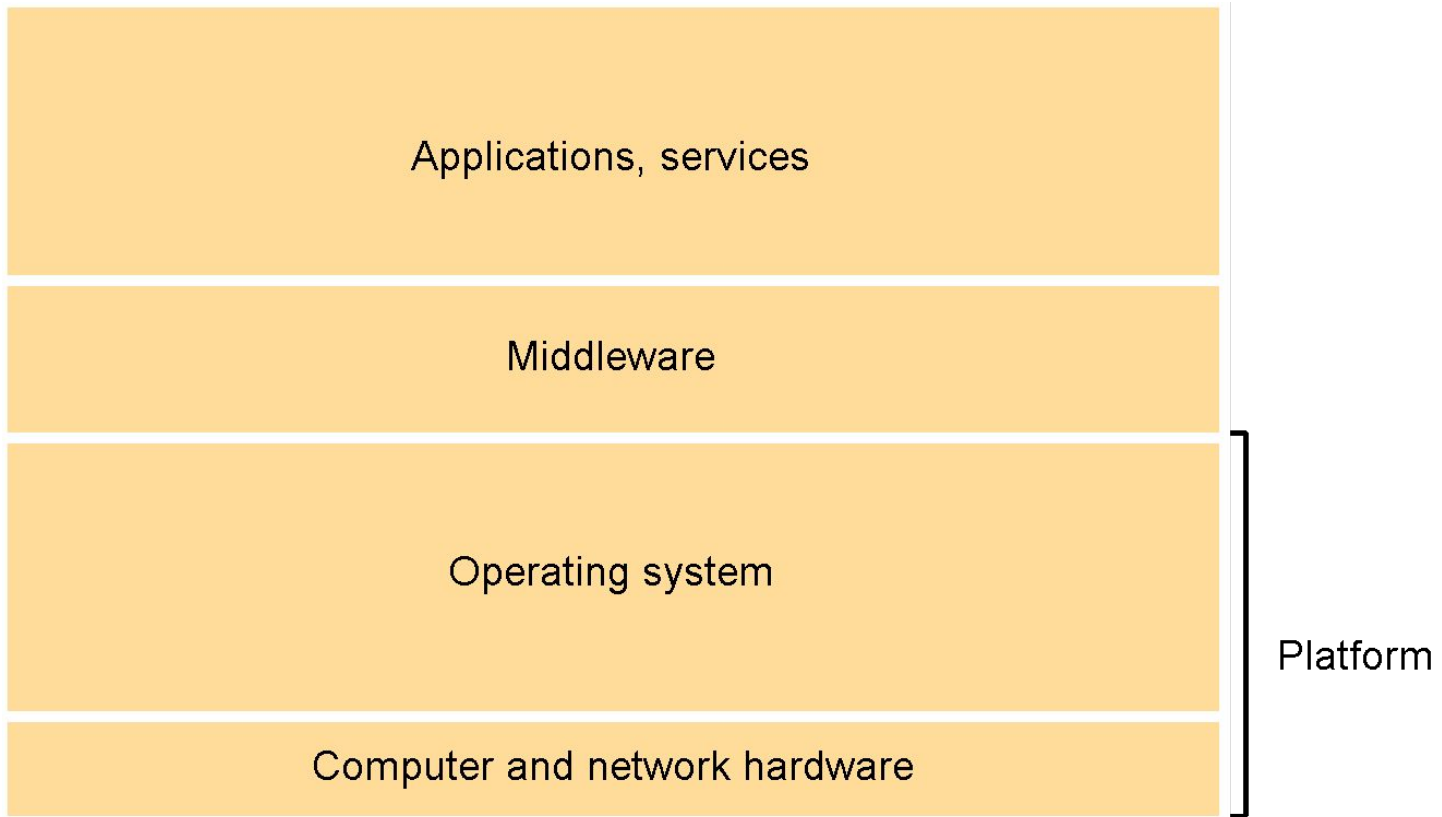 Applications, services
Middleware
Operating system
Platform
Computer and network hardware